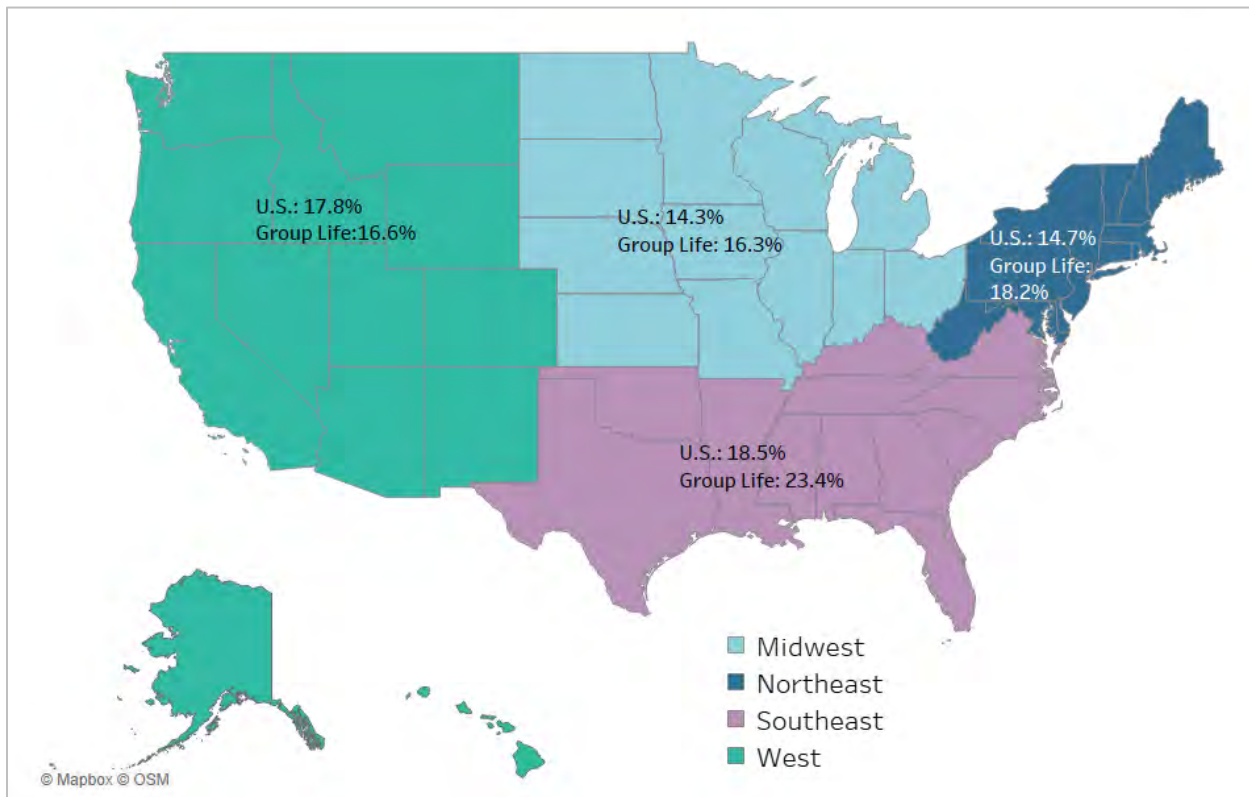 U.S.: 17.8%
Group Life:16.6%
U.S.: 14.3%
Group Life: 16.3%
U.S.: 14.7%
Group Life:
18.2%
U.S.: 18.5%
Group Life: 23.4%
Midwest
Northeast
Southeast
West
© Mapbox © OSM